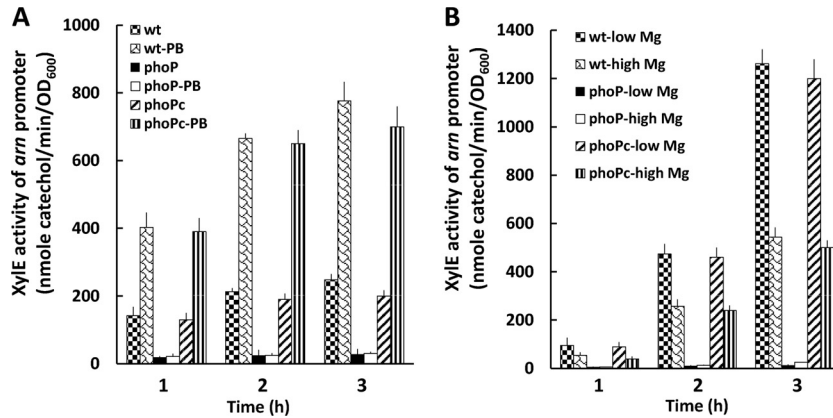 A
XylE activity of arn promoter
(nmole catechol/min/OD600)
1000
800
600
400
200
0
wt
wt-PB
phoP
phoP-PB
phoPc
phoPc-PB
1
2
3
Time (h)
B
XylE activity of arn promoter
(nmole catechol/min/OD600)
1400
1200
1000
800
600
400
200
0
wt-low Mg
wt-high Mg
phoP-low Mg
phoP-high Mg
phoPc-low Mg
phoPc-high Mg
1
2
3
Time (h)